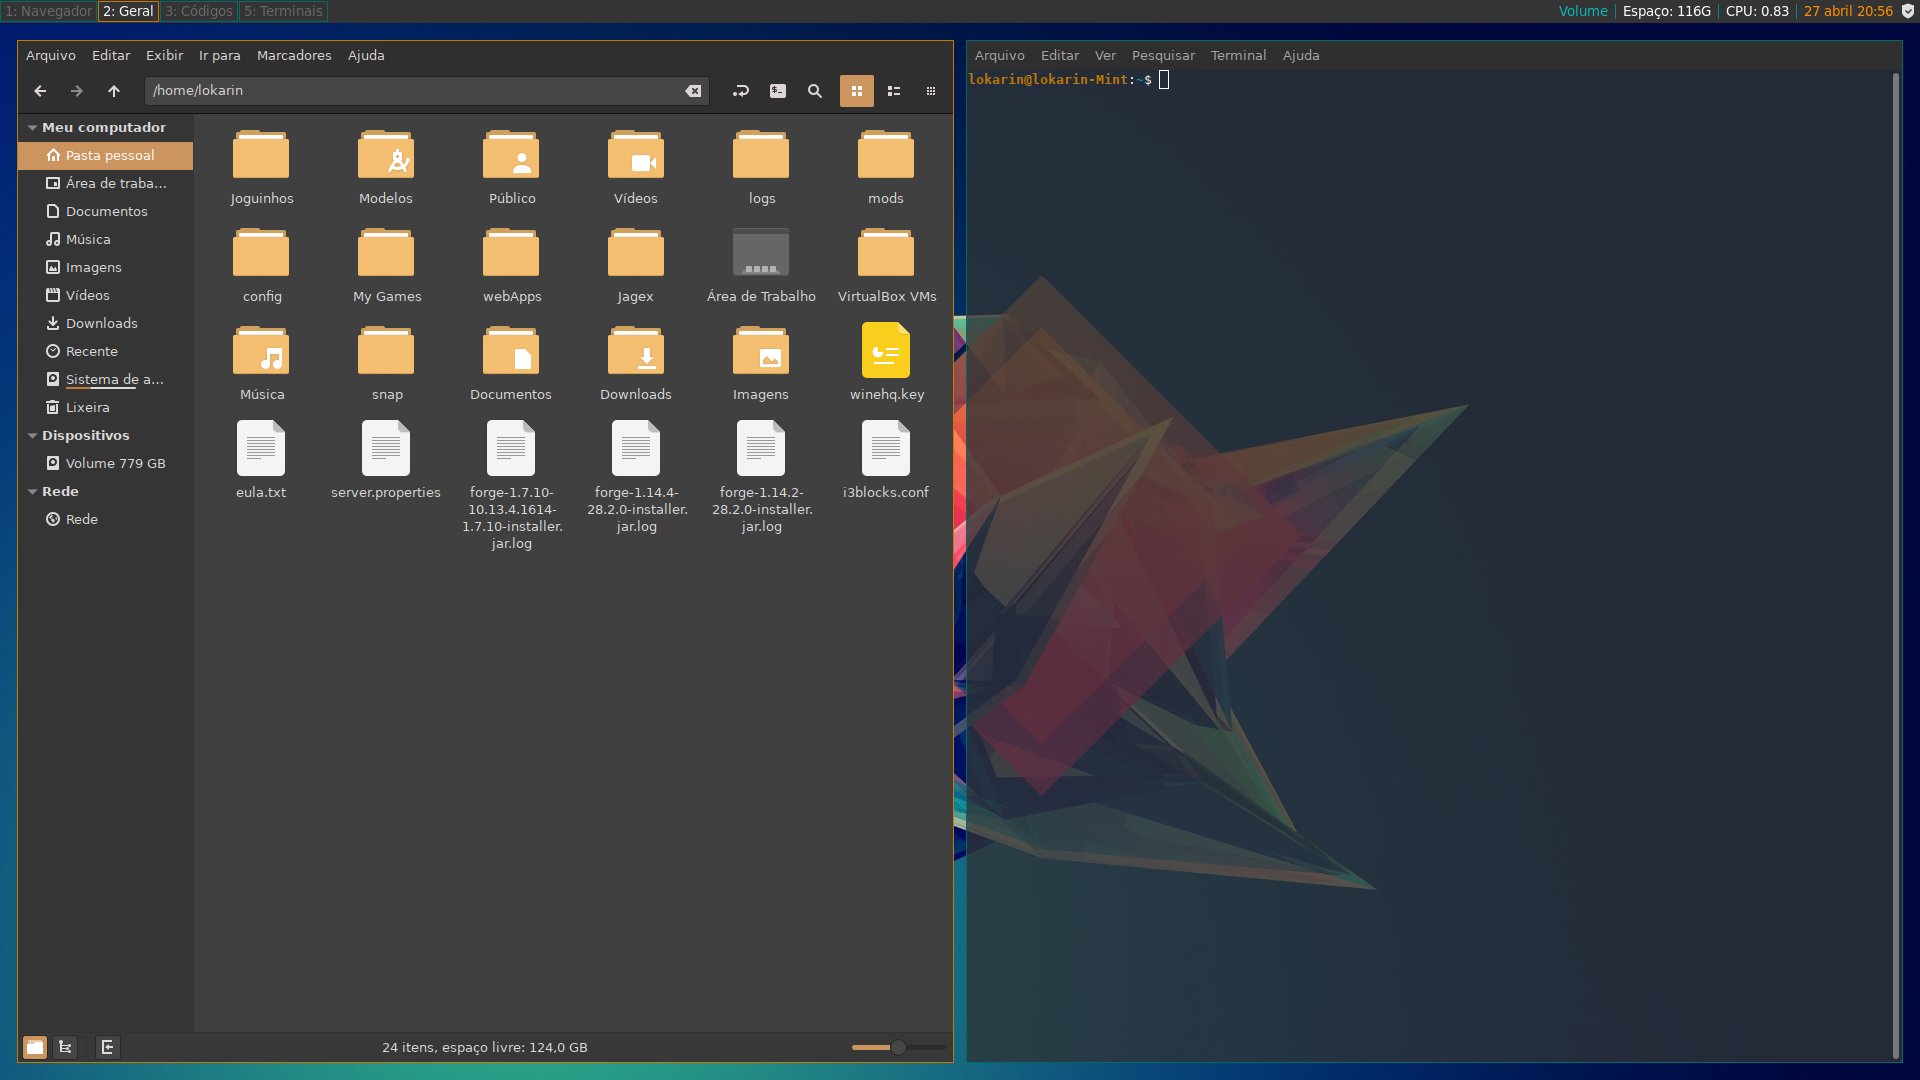 1: Navegador 2: Geral 3: Códigos 5: Terminais Volume Espaço: 116G CPU: 0.83 27 abril 20:56
Arquivo Editar Exibir Ir para Marcadores Ajuda
/home/lokarin
Meu computador
Pasta pessoal
Área de traba...
Documentos
Música
Imagens
Vídeos
Downloads
Recente
Sistema de a...
Lixeira
Dispositivos
Volume 779 GB
Rede
Rede
Joguinhos Modelos Público Vídeos logs mods
config My Games webApps Jagex Área de Trabalho VirtualBox VMs
Música snap Documentos Downloads Imagens winehq.key
eula.txt
server.properties
forge-1.7.10-
10.13.4.1614-
1.7.10-installer.
jar.log
forge-1.14.4-
28.2.0-installer.
jar.log
forge-1.14.2-
28.2.0-installer.
jar.log
i3blocks.conf
24 itens, espaço livre: 124,0 GB
Arquivo Editar Ver Pesquisar Terminal Ajuda
lokarin@lokarin-Mint:~$